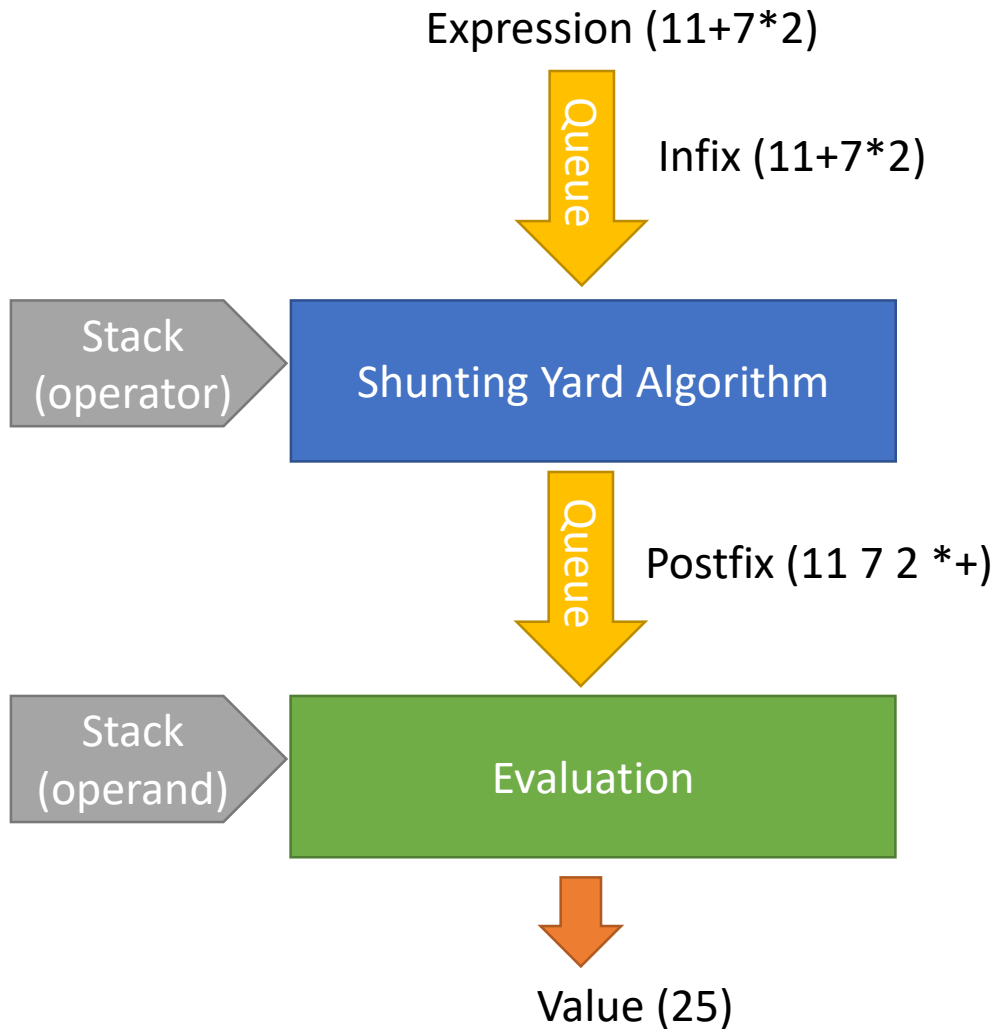 Expression (11+7*2)
Queue
Infix (11+7*2)
Stack
(operator)
Shunting Yard Algorithm
Queue
Postfix (11 7 2 *+)
Stack
(operand)
Evaluation
Value (25)